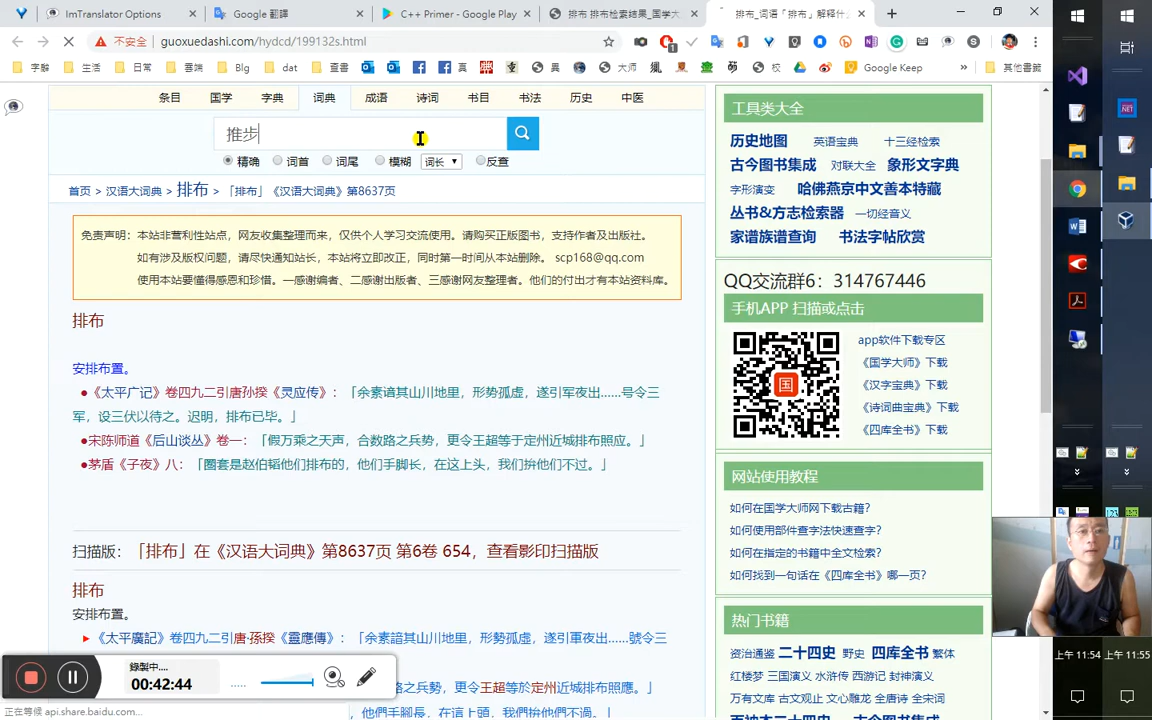 ImTranslator Options
Google 翻譯
C++ Primer - Google Play
排布 排布检索結果_国学大
排布_词语「排布」解释什
不安全 guoxuedashi.com/hydcd/199132s.html
字辭 生活 日常 雲端 Blg dat 查書 真 異 大师 权 Google Keep » 其他書籤
条目 国学 字典 词典 成语 诗词 书目 书法 历史 中医
推步
精确 词首 词尾 模糊 词长 反查
首页 > 汉语大词典 > 排布 > 「排布」《汉语大词典》第8637页
免责声明：本站非营利性站点，网友收集整理而来，仅供个人学习交流使用。请购买正版图书，支持作者及出版社。
如有涉及版权问题，请尽快通知站长，本站将立即改正，同时第一时间从本站删除。 scp168@qq.com
使用本站要懂得感恩和珍惜。一感谢编者、二感谢出版者、三感谢网友整理者。他们的付出才有本站资料库。
排布
安排布置。
●《太平广记》卷四九二引唐孙揆《灵应传》：「余素谙其山川地里，形势孤虚，遂引军夜出……号令三
军，设三伏以待之。迟明，排布已毕。」
●宋陈师道《后山谈丛》卷一：「假万乘之天声，合数路之兵势，更令王超等于定州近城排布照应。」
●茅盾《子夜》八：「圈套是赵伯韬他们排布的，他们手脚长，在这上头，我们拚他们不过。」
扫描版：「排布」在《汉语大词典》第8637页 第6卷 654，查看影印扫描版
排布
安排布置。
《太平廣記》卷四九二引唐·孫揆《靈應傳》：「余素諳其山川地里，形勢孤虛，遂引軍夜出……號令三
路之兵勢，更令王超等於定州近城排布照應。」
他們手腳長，在這上頭，我們拚他們不過。」
工具类大全
历史地图 英语宝典 十三经检索
古今图书集成 对联大全 象形文字典
字形演变 哈佛燕京中文善本特藏
丛书&方志检索器 一切经音义
家谱族谱查询 书法字帖欣赏
QQ交流群6：314767446
手机APP 扫描或点击
国
app软件下载专区
《国学大师》下载
《汉字宝典》下载
《诗词曲宝典》下载
《四库全书》下载
网站使用教程
如何在国学大师网下载古籍?
如何使用部件查字法快速查字?
如何在指定的书籍中全文检索?
如何找到一句话在《四库全书》哪一页?
热门书籍
资治通鉴 二十四史 野史 四库全书 繁体
红楼梦 三国演义 水浒传 西游记 封神演义
万有文库 古文观止 文心雕龙 全唐诗 全宋词
錄製中....
00:42:44
正在等候 api.share.baidu.com...
上午 11:54 上午 11:55